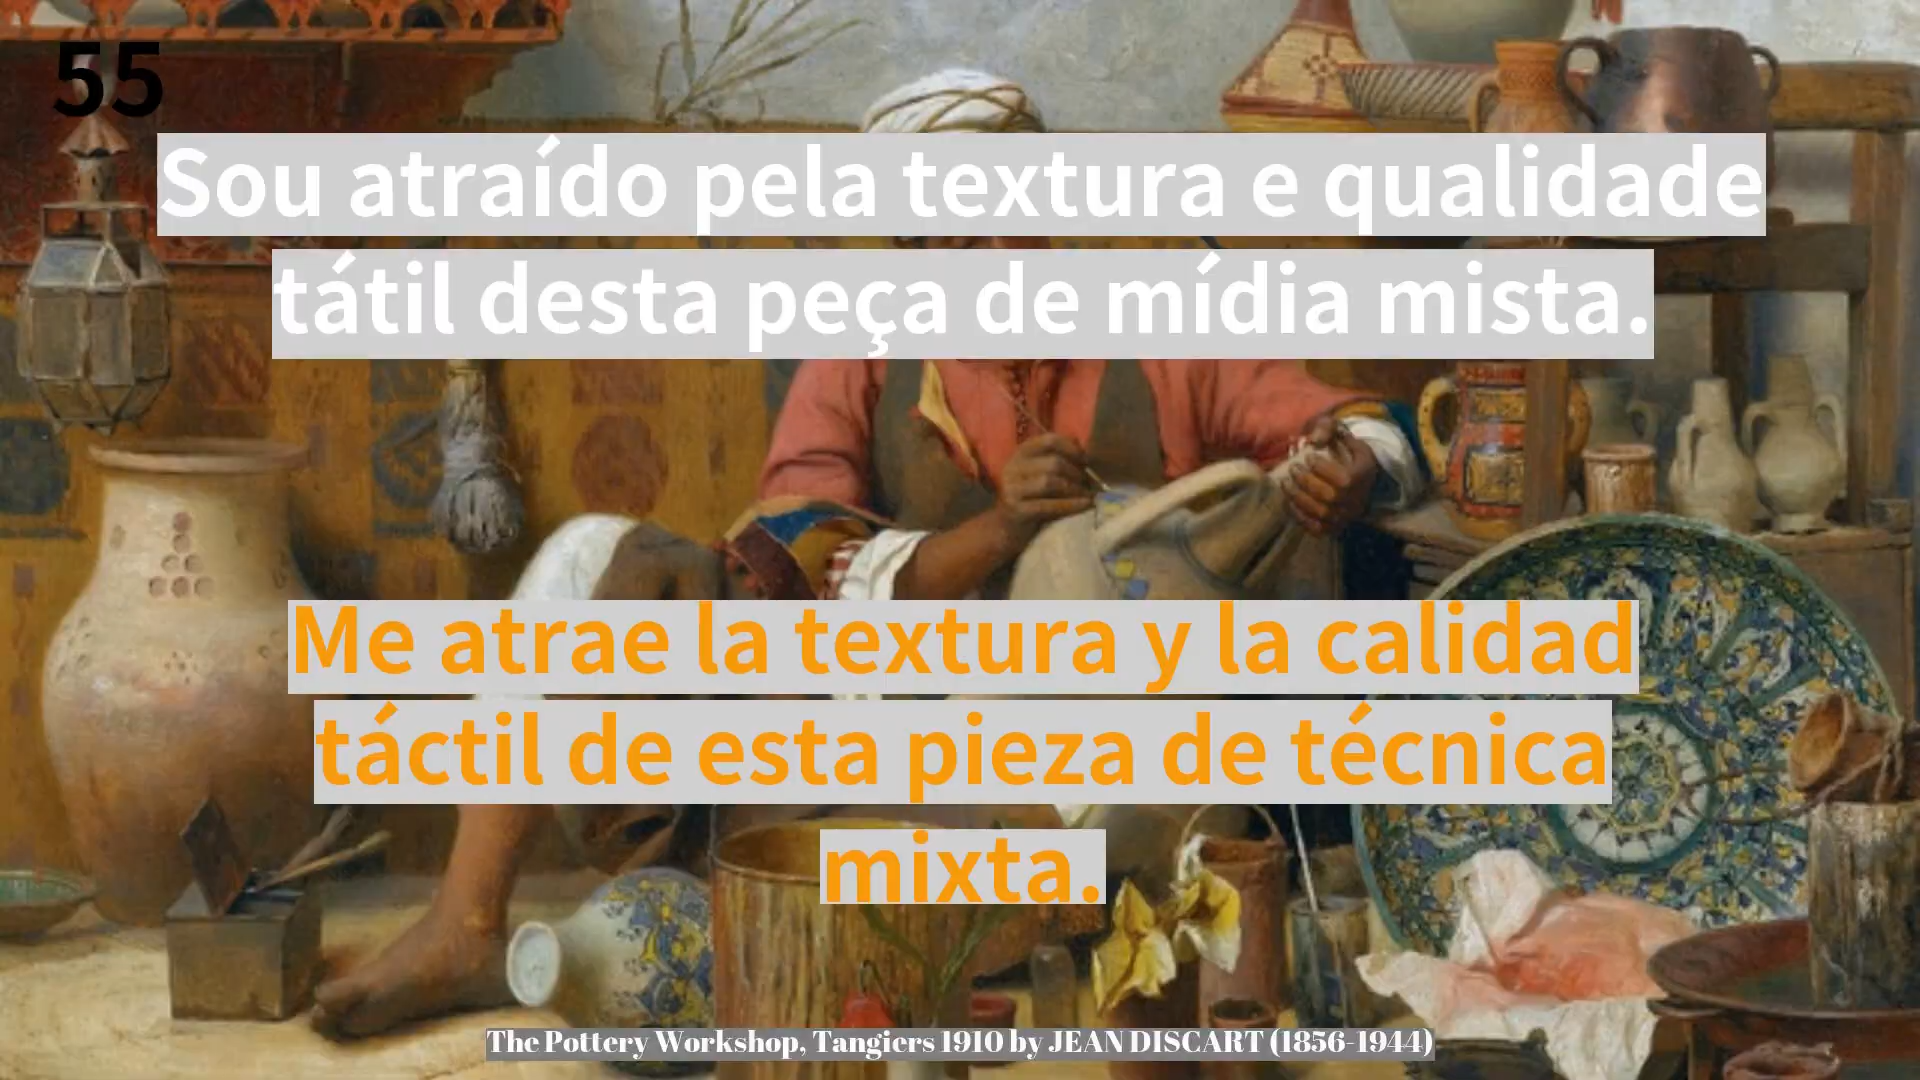 55
Sou atraído pela textura e qualidade
tátil desta peça de mídia mista.
Me atrae la textura y la calidad
táctil de esta pieza de técnica
mixta.
The Pottery Workshop, Tangiers 1910 by JEAN DISCART (1856-1944)